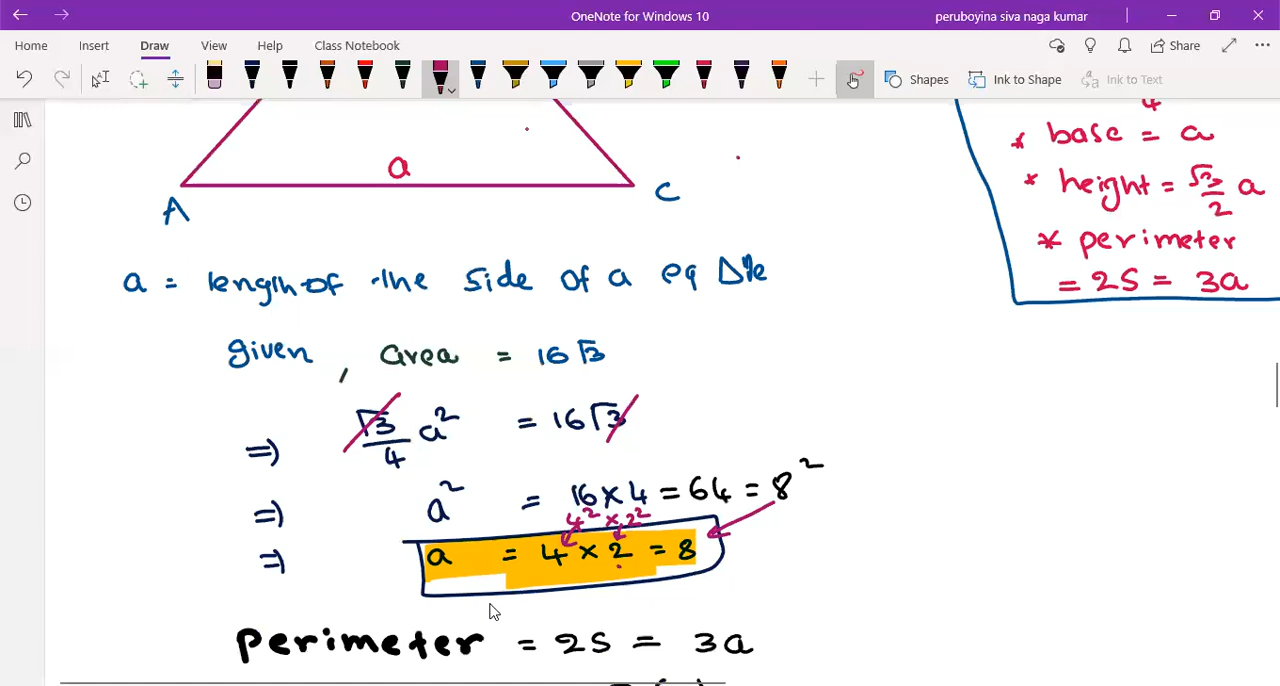 OneNote for Windows 10
peruboyina siva naga kumar
Home Insert Draw View Help Class Notebook
Share
Shapes Ink to Shape Ink to Text
4
* base = a
* height = √3/2 a
* perimeter
= 2S = 3a
a
A C
a = length of the side of a eq Δle
given, area = 16√3
⇒ √3/4 a² = 16√3
⇒ a² = 16×4 = 64 = 8²
4² × 2²
⇒ a = 4 × 2 = 8
perimeter = 2S = 3a